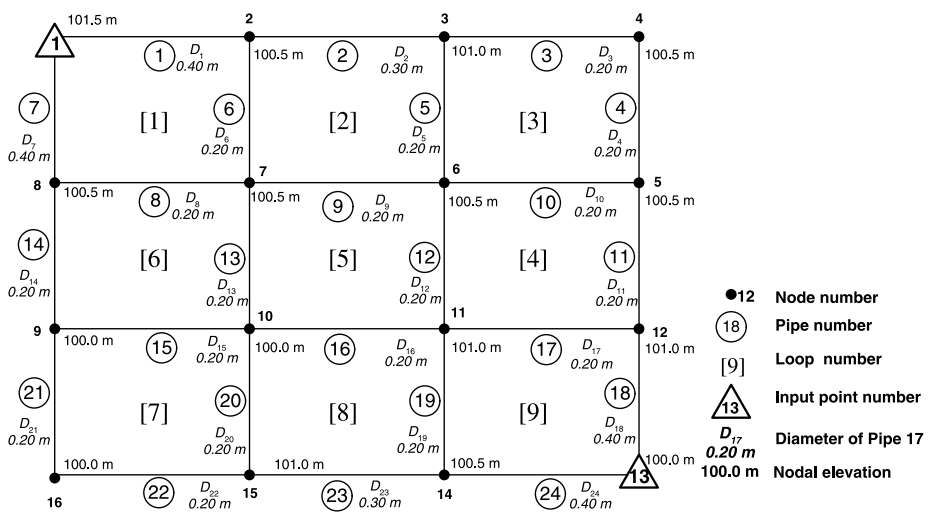 101.5 m 2 3 4
1
1 D1 100.5 m 2 D2 101.0 m 3 D3 100.5 m
0.40 m 0.30 m 0.20 m
7 [1] 6 [2] 5 [3] 4
D7 D6 D5 D4
0.40 m 0.20 m 0.20 m 0.20 m
8 7 6 5
100.5 m 8 D8 100.5 m 9 D9 100.5 m 10 D10 100.5 m
0.20 m 0.20 m 0.20 m
14 [6] 13 [5] 12 [4] 11
D14 D13 D12 D11
0.20 m 0.20 m 0.20 m 0.20 m
9 10 11 12
100.0 m 15 D15 100.0 m 16 D16 101.0 m 17 D17 101.0 m
0.20 m 0.20 m 0.20 m
21 [7] 20 [8] 19 [9] 18
D21 D20 D19 D18
0.20 m 0.20 m 0.20 m 0.40 m
100.0 m 101.0 m 100.5 m 100.0 m
16 22 D22 15 23 D23 14 24 D24 13
0.20 m 0.30 m 0.40 m
12 Node number
18 Pipe number
[9] Loop number
13 Input point number
D17 Diameter of Pipe 17
0.20 m
100.0 m Nodal elevation